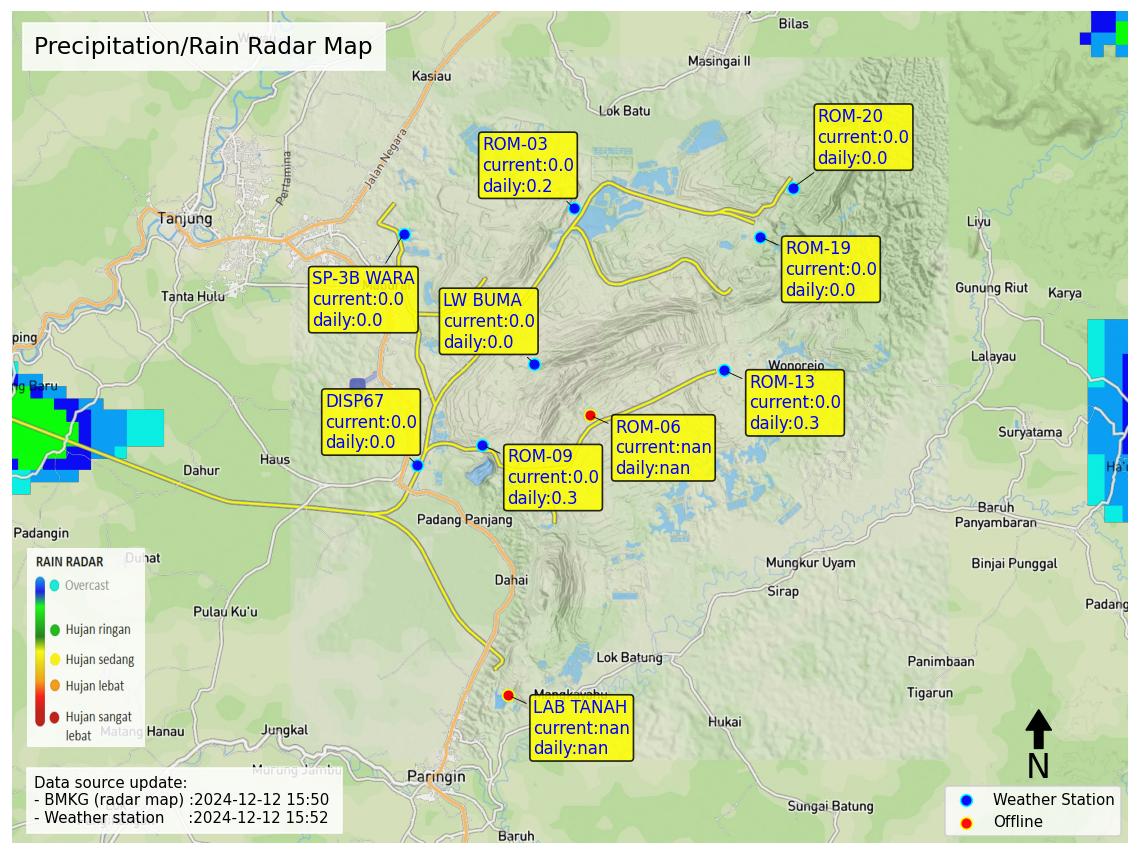 Precipitation/Rain Radar Map
Bilas
Masingai II
Kasiau
Lok Batu
Jalan Negara
Pertamina
Tanjung
Tanta Hulu
ROM-03
current:0.0
daily:0.2
ROM-20
current:0.0
daily:0.0
ROM-19
current:0.0
daily:0.0
SP-3B WARA
current:0.0
daily:0.0
LW BUMA
current:0.0
daily:0.0
Liyu
Gunung Riut
Karya
Lalayau
Wonorejo
ROM-13
current:0.0
daily:0.3
DISP67
current:0.0
daily:0.0
ROM-06
current:nan
daily:nan
ROM-09
current:0.0
daily:0.3
ping
ng Baru
Suryatama
Ha'u
Dahur
Haus
Padang Panjang
Baruh
Panyambaran
Padangin
Duhat
Binjai Punggal
Mungkur Uyam
Dahai
Sirap
Padang
Pulau Ku'u
Lok Batung
Panimbaan
Tigarun
Mangkayahu
LAB TANAH
current:nan
daily:nan
Hukai
Matang Hanau
Jungkal
Murung Jambu
Paringin
Sungai Batung
Baruh
RAIN RADAR
Overcast
Hujan ringan
Hujan sedang
Hujan lebat
Hujan sangat
lebat
Data source update:
- BMKG (radar map) :2024-12-12 15:50
- Weather station :2024-12-12 15:52
N
Weather Station
Offline